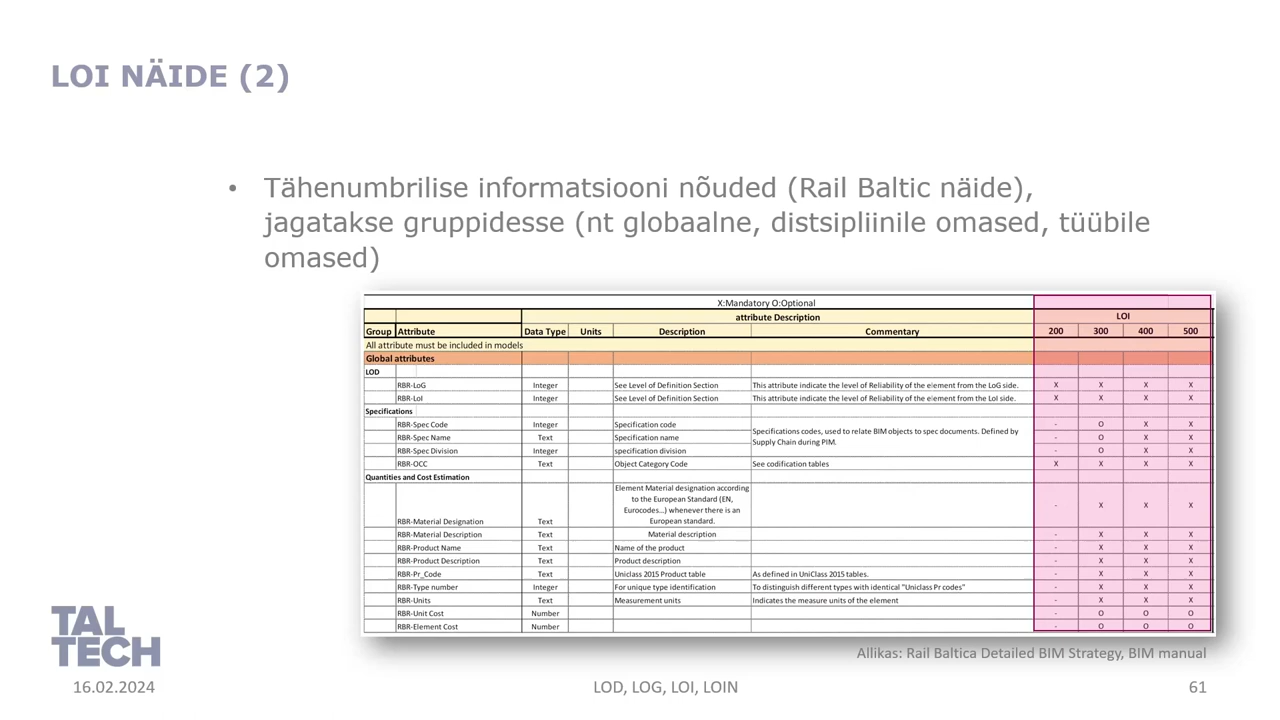 LOI NÄIDE (2)
• Tähenumbrilise informatsiooni nõuded (Rail Baltic näide),
jagatakse gruppidesse (nt globaalne, distsipliinile omased, tüübile
omased)
X:Mandatory O:Optional
attribute Description LOI
Group Attribute Data Type Units Description Commentary 200 300 400 500
All attribute must be included in models
Global attributes
LOD
RBR-LoG Integer See Level of Definition Section This attribute indicate the level of Reliability of the element from the LoG side. X X X X
RBR-LoI Integer See Level of Definition Section This attribute indicate the level of Reliability of the element from the LoI side. X X X X
Specifications
RBR-Spec Code Integer Specification code - O X X
Specifications codes, used to relate BIM objects to spec documents. Defined by
RBR-Spec Name Text Specification name - O X X
Supply Chain during PIM.
RBR-Spec Division Integer specification division - O X X
RBR-OCC Text Object Category Code See codification tables X X X X
Quantities and Cost Estimation
Element Material designation according
to the European Standard (EN,
Eurocodes…) whenever there is an
European standard.
RBR-Material Designation Text - X X X
RBR-Material Description Text Material description - X X X
RBR-Product Name Text Name of the product - X X X
RBR-Product Description Text Product description - X X X
RBR-Pr_Code Text Uniclass 2015 Product table As defined in UniClass 2015 tables. - X X X
RBR-Type number Integer For unique type identification To distinguish different types with identical "Uniclass Pr codes" - X X X
RBR-Units Text Measurement units Indicates the measure units of the element - X X X
RBR-Unit Cost Number - O O O
RBR-Element Cost Number - O O O
Allikas: Rail Baltica Detailed BIM Strategy, BIM manual
TAL
TECH
16.02.2024 LOD, LOG, LOI, LOIN 61